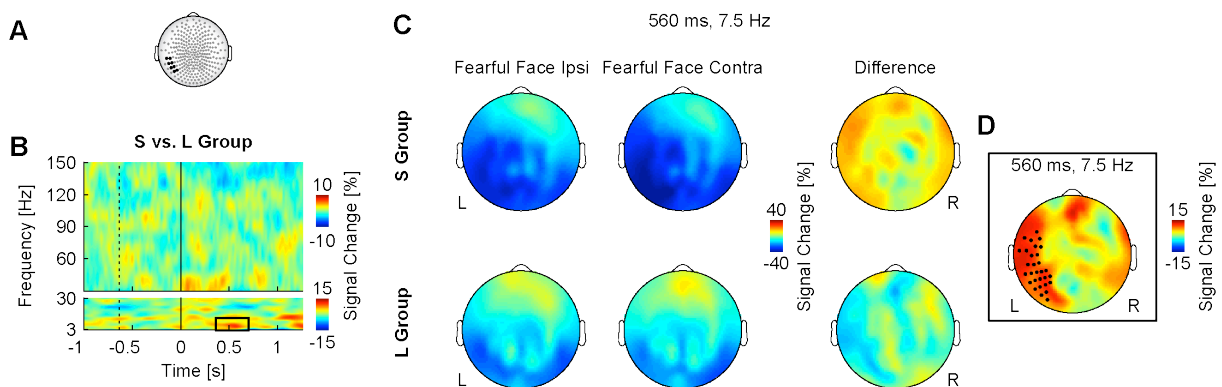 A
B
S vs. L Group
Frequency [Hz]
150
120
90
60
30
3
-1
-0.5
0
0.5
1
Time [s]
10
-10
15
-15
Signal Change [%]
C
560 ms, 7.5 Hz
Fearful Face Ipsi
Fearful Face Contra
Difference
S Group
L
R
L Group
L
R
40
-40
Signal Change [%]
D
560 ms, 7.5 Hz
L
R
15
-15
Signal Change [%]